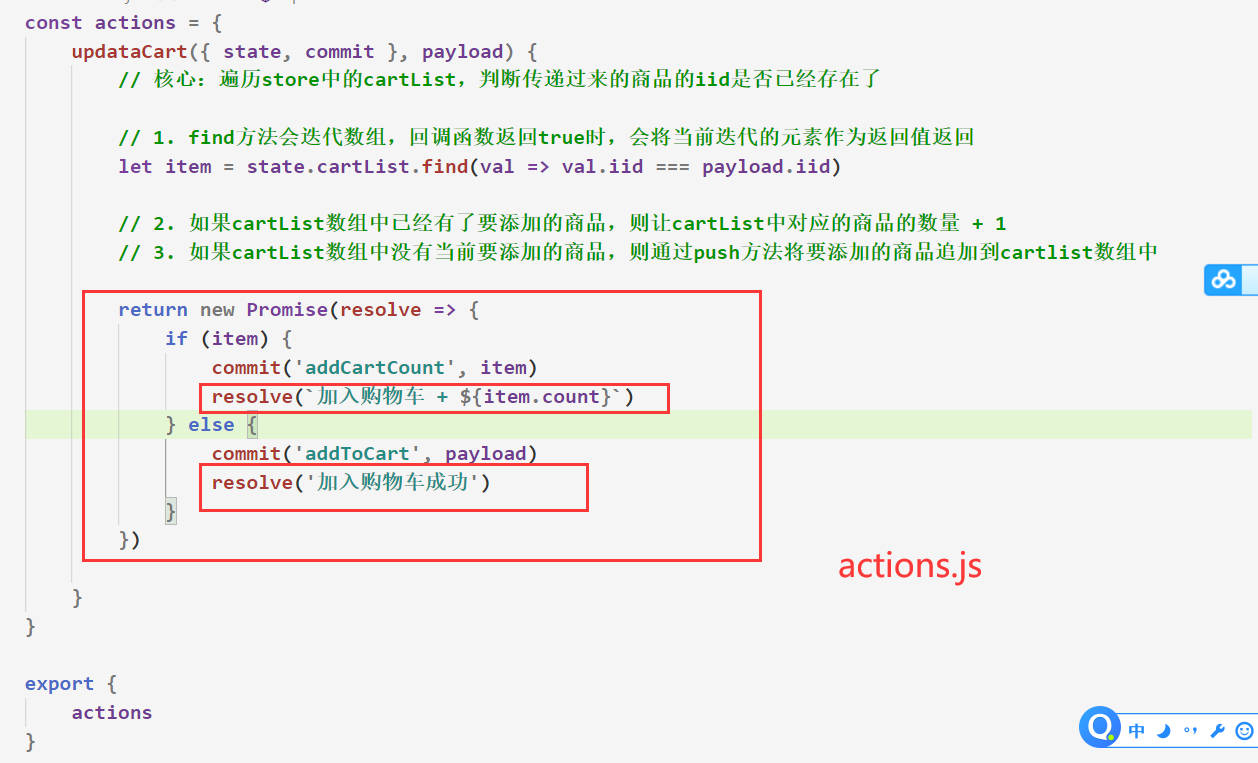 const actions = {
updataCart({ state, commit }, payload) {
// 核心：遍历store中的cartList，判断传递过来的商品的iid是否已经存在了
// 1. find方法会迭代数组，回调函数返回true时，会将当前迭代的元素作为返回值返回
let item = state.cartList.find(val => val.iid === payload.iid)
// 2. 如果cartList数组中已经有了要添加的商品，则让cartList中对应的商品的数量 + 1
// 3. 如果cartList数组中没有当前要添加的商品，则通过push方法将要添加的商品追加到cartlist数组中
return new Promise(resolve => {
if (item) {
commit('addCartCount', item)
resolve(`加入购物车 + ${item.count}`)
} else {
commit('addToCart', payload)
resolve('加入购物车成功')
}
})
actions.js
}
}
export {
actions
}
中